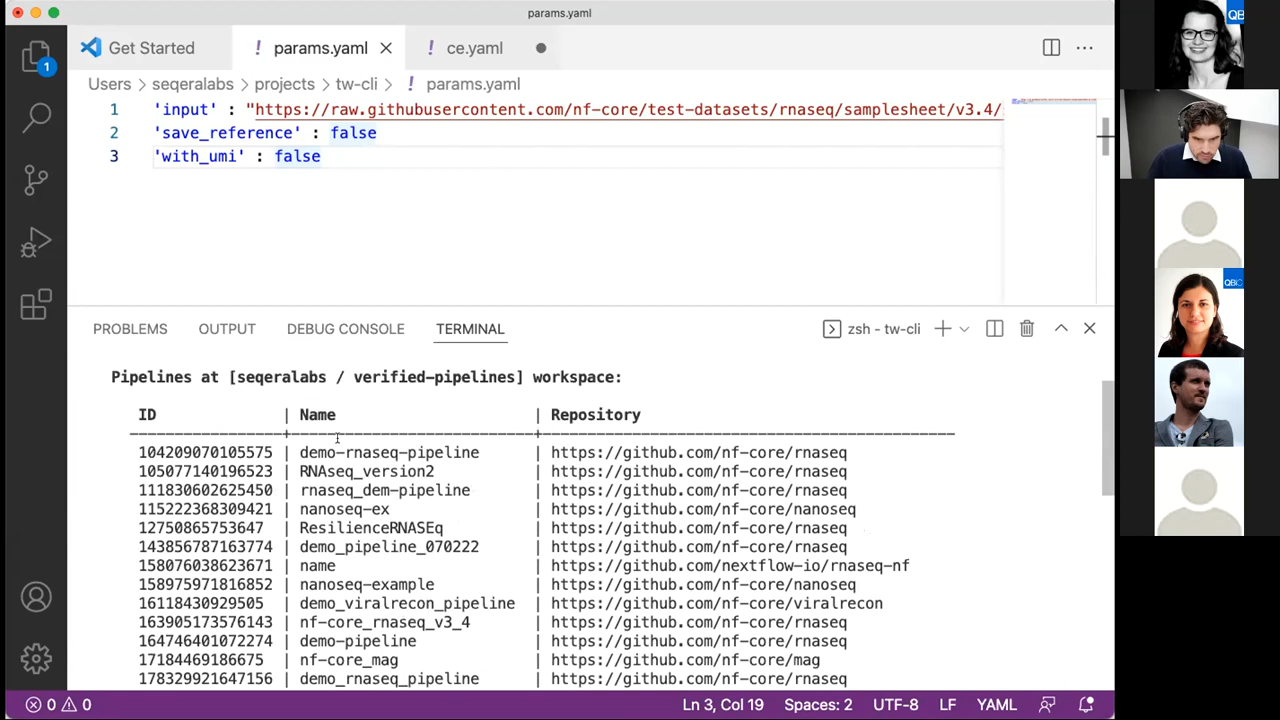 params.yaml
Get Started
! params.yaml
! ce.yaml
Users > seqeralabs > projects > tw-cli > ! params.yaml
1 'input' : "https://raw.githubusercontent.com/nf-core/test-datasets/rnaseq/samplesheet/v3.4/
2 'save_reference' : false
3 'with_umi' : false
1
PROBLEMS OUTPUT DEBUG CONSOLE TERMINAL
zsh - tw-cli
Pipelines at [seqeralabs / verified-pipelines] workspace:
ID | Name | Repository
104209070105575 | demo-rnaseq-pipeline | https://github.com/nf-core/rnaseq
105077140196523 | RNAseq_version2 | https://github.com/nf-core/rnaseq
111830602625450 | rnaseq_dem-pipeline | https://github.com/nf-core/rnaseq
115222368309421 | nanoseq-ex | https://github.com/nf-core/nanoseq
12750865753647 | ResilienceRNASEq | https://github.com/nf-core/rnaseq
143856787163774 | demo_pipeline_070222 | https://github.com/nf-core/rnaseq
158076038623671 | name | https://github.com/nextflow-io/rnaseq-nf
158975971816852 | nanoseq-example | https://github.com/nf-core/nanoseq
16118430929505 | demo_viralrecon_pipeline | https://github.com/nf-core/viralrecon
163905173576143 | nf-core_rnaseq_v3_4 | https://github.com/nf-core/rnaseq
164746401072274 | demo-pipeline | https://github.com/nf-core/rnaseq
17184469186675 | nf-core_mag | https://github.com/nf-core/mag
178329921647156 | demo_rnaseq_pipeline | https://github.com/nf-core/rnaseq
0 0
Ln 3, Col 19 Spaces: 2 UTF-8 LF YAML
QB
QBiC